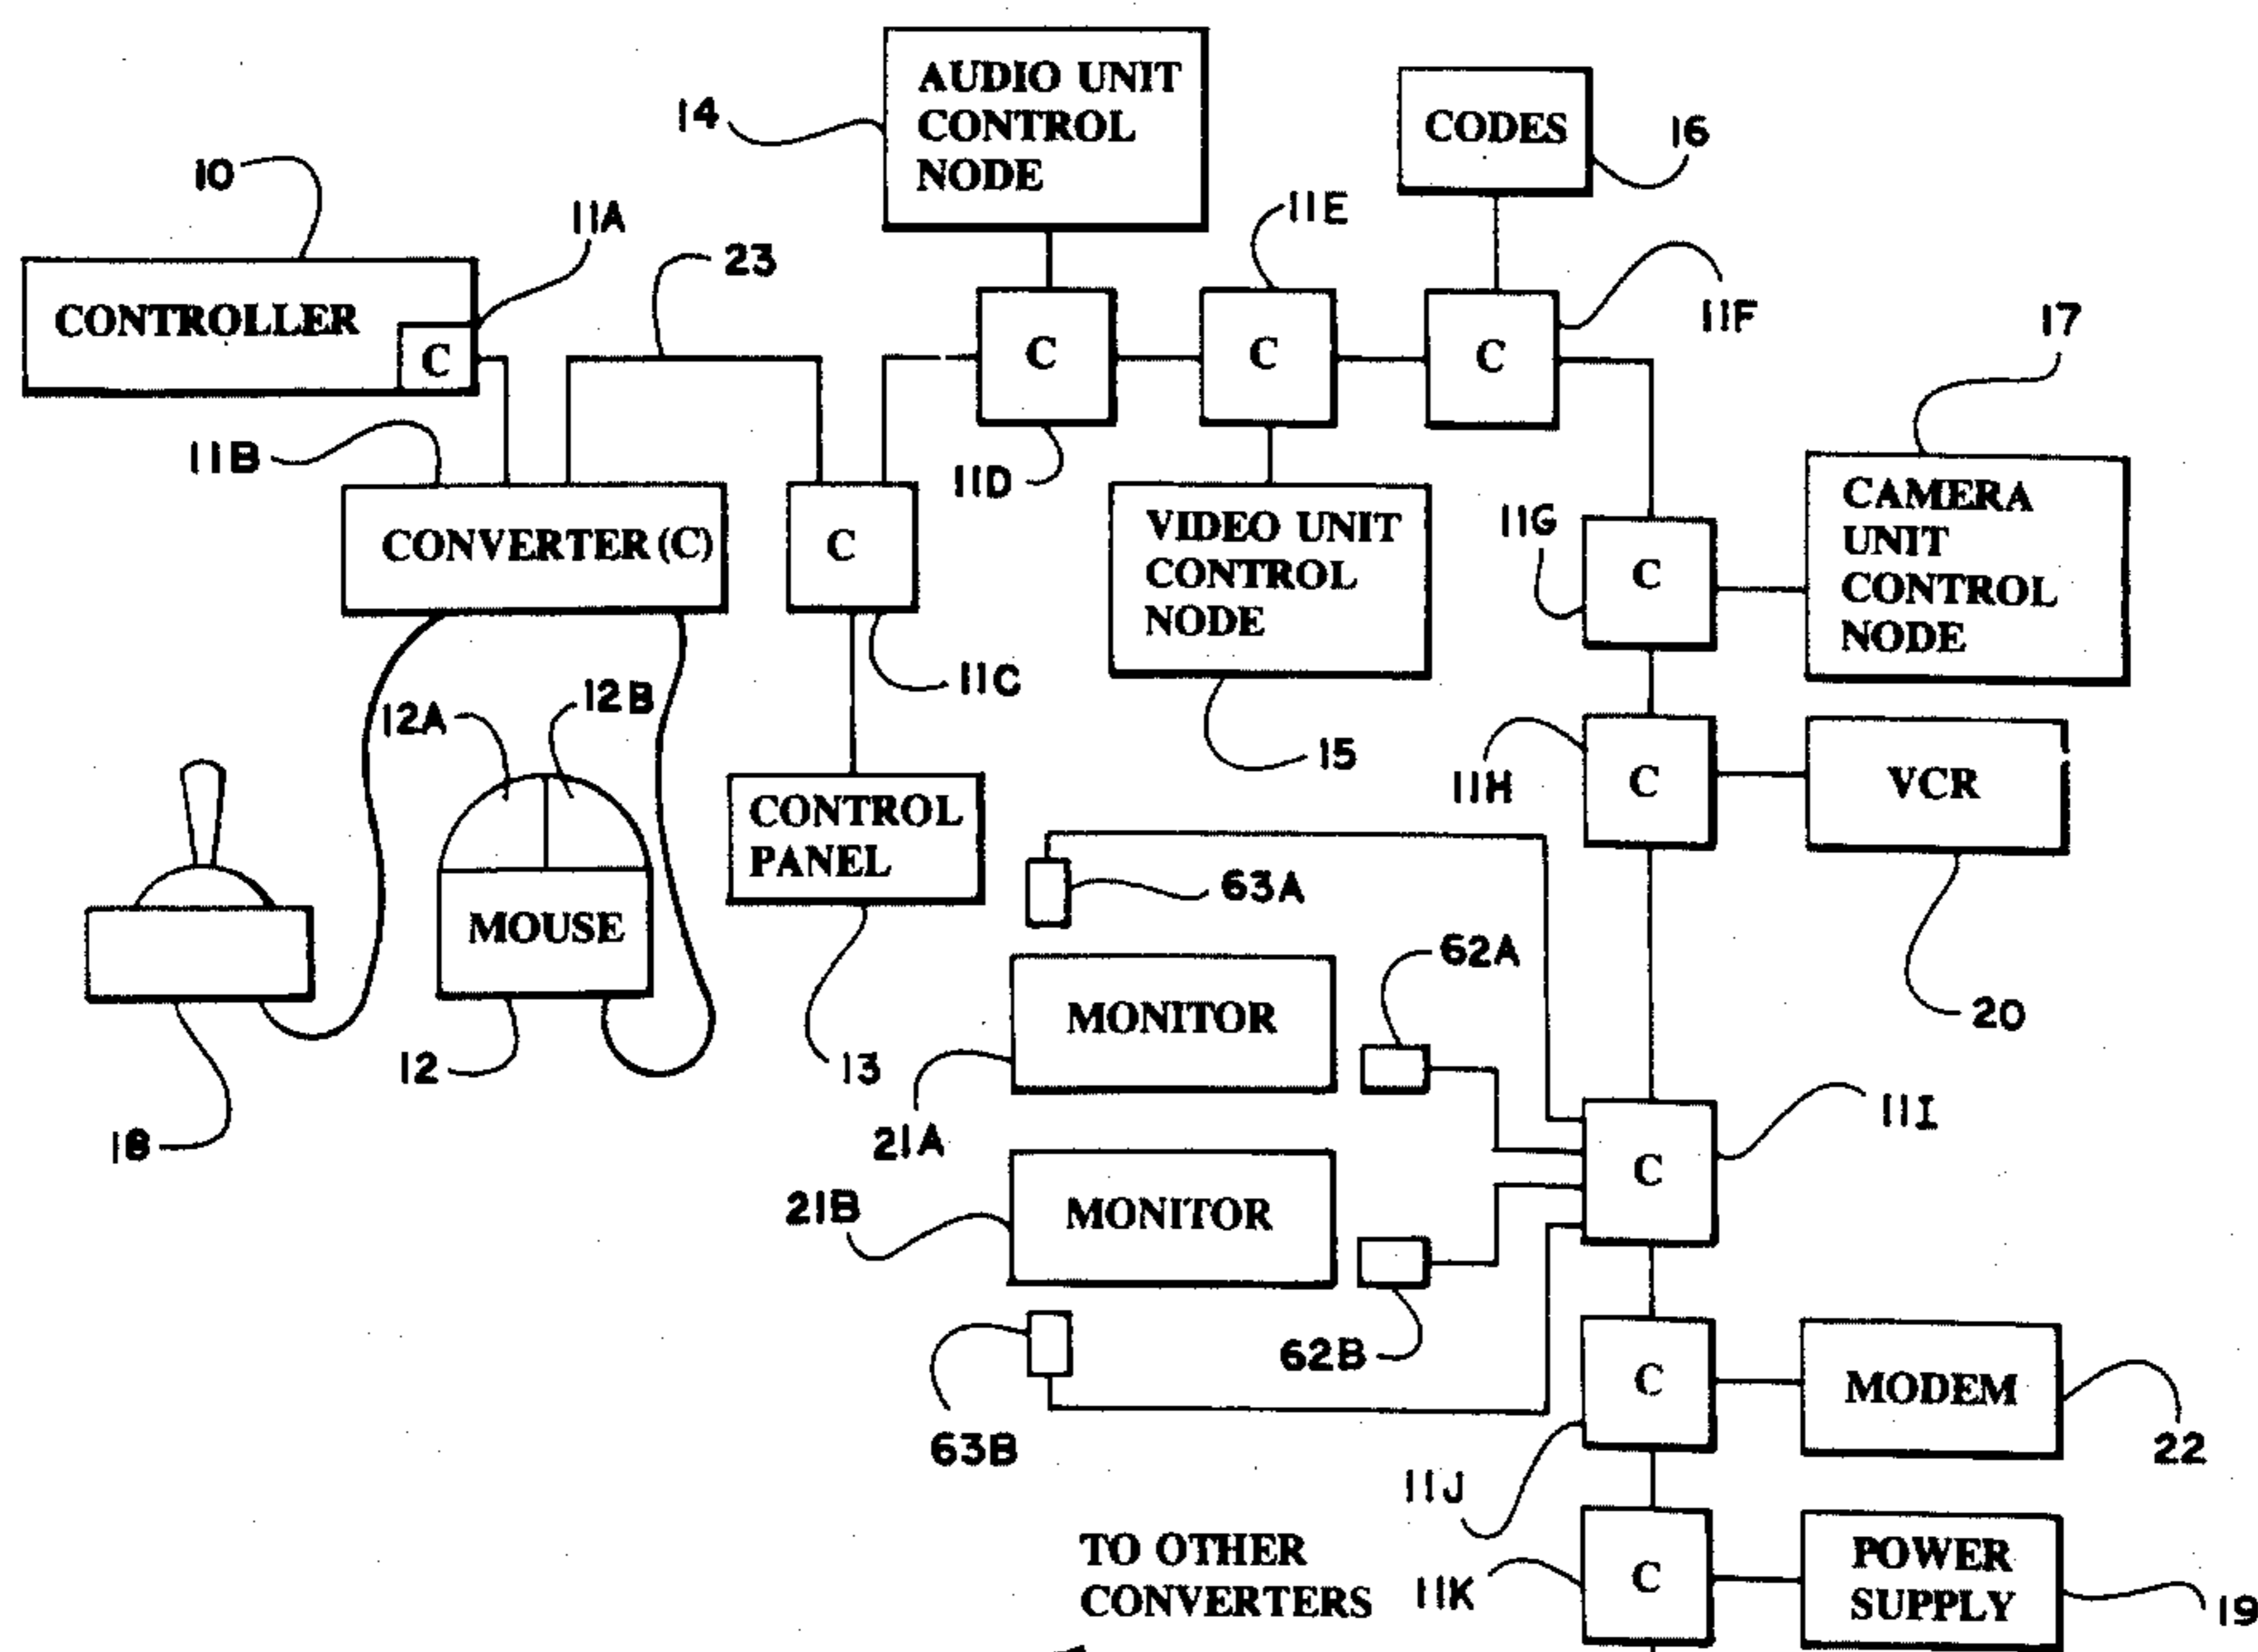 AUDIO UNIT
CONTROL
NODE
14
CODES
16
10
11A
11E
23
CONTROLLER
C
11F
17
C
C
C
11B
11D
CONVERTER (C)
C
VIDEO UNIT
CONTROL
NODE
11G
C
CAMERA
UNIT
CONTROL
NODE
11C
12A
12B
15
11H
C
VCR
CONTROL
PANEL
63A
MOUSE
62A
MONITOR
20
12
13
18
21A
11I
C
21B
MONITOR
62B
C
MODEM
63B
22
11J
TO OTHER
CONVERTERS
11K
C
POWER
SUPPLY
19